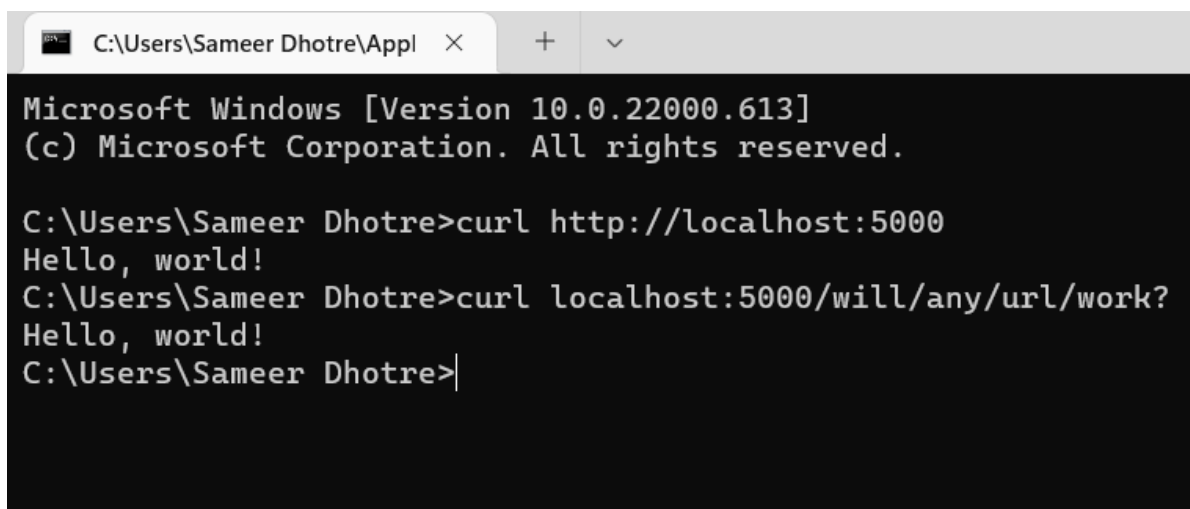 C:\Users\Sameer Dhotre\Appl
Microsoft Windows [Version 10.0.22000.613]
(c) Microsoft Corporation. All rights reserved.
C:\Users\Sameer Dhotre>curl http://localhost:5000
Hello, world!
C:\Users\Sameer Dhotre>curl localhost:5000/will/any/url/work?
Hello, world!
C:\Users\Sameer Dhotre>